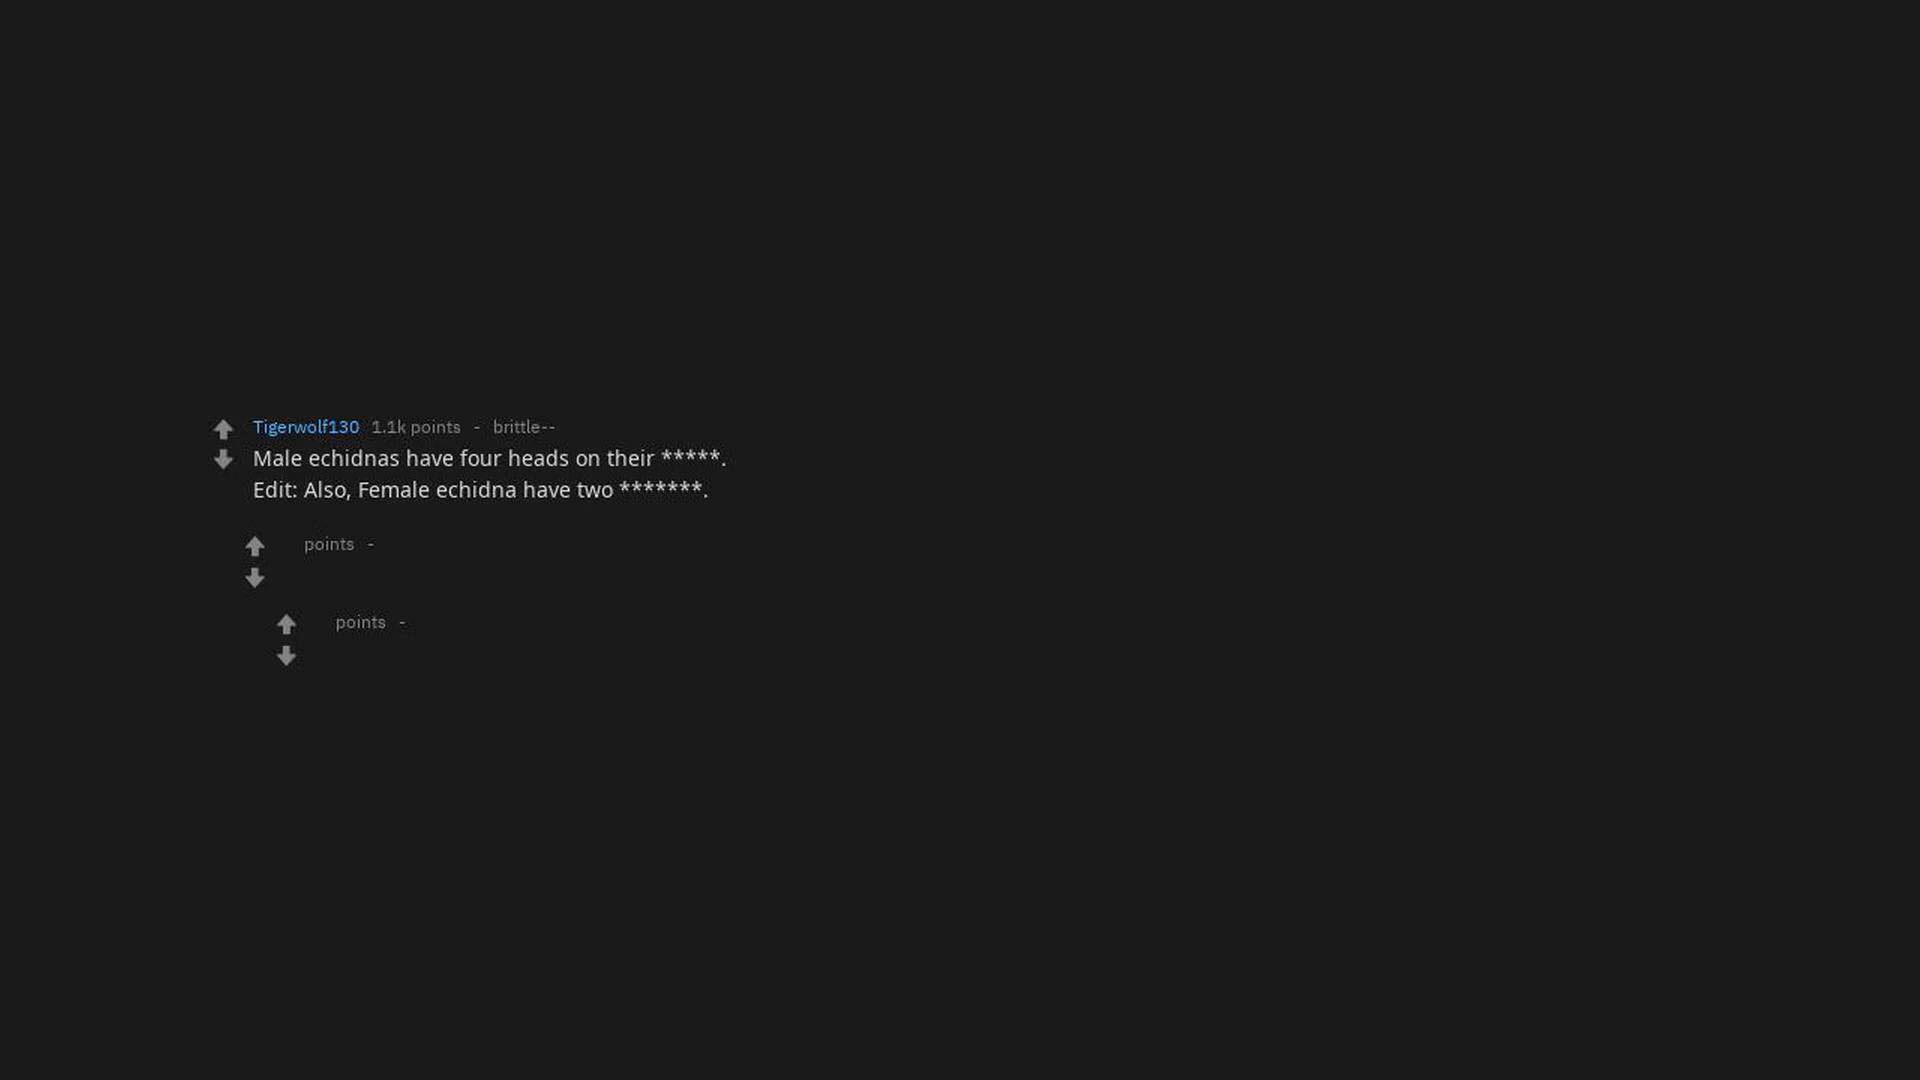 Tigerwolf130 1.1k points - brittle--
Male echidnas have four heads on their *****.
Edit: Also, Female echidna have two *******.
points -
points -